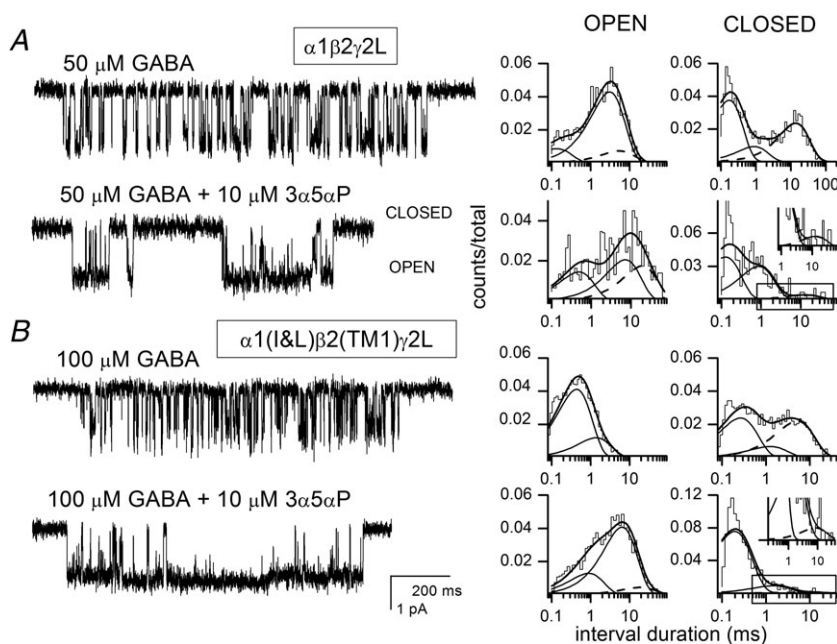 A
α1β2γ2L
50 μM GABA
50 μM GABA + 10 μM 3α5αP
CLOSED
OPEN
B
α1(I&L)β2(TM1)γ2L
100 μM GABA
100 μM GABA + 10 μM 3α5αP
200 ms
1 pA
OPEN
CLOSED
counts/total
0.06
0.04
0.02
0.1 1 10
0.06
0.04
0.02
0.1 1 10 100
0.04
0.02
0.1 1 10
0.06
0.03
0.1 1 10
1 10
0.06
0.04
0.02
0.1 1 10
0.06
0.04
0.02
0.1 1 10
0.06
0.04
0.02
0.1 1 10
0.12
0.08
0.04
0.1 1 10
1 10
interval duration (ms)